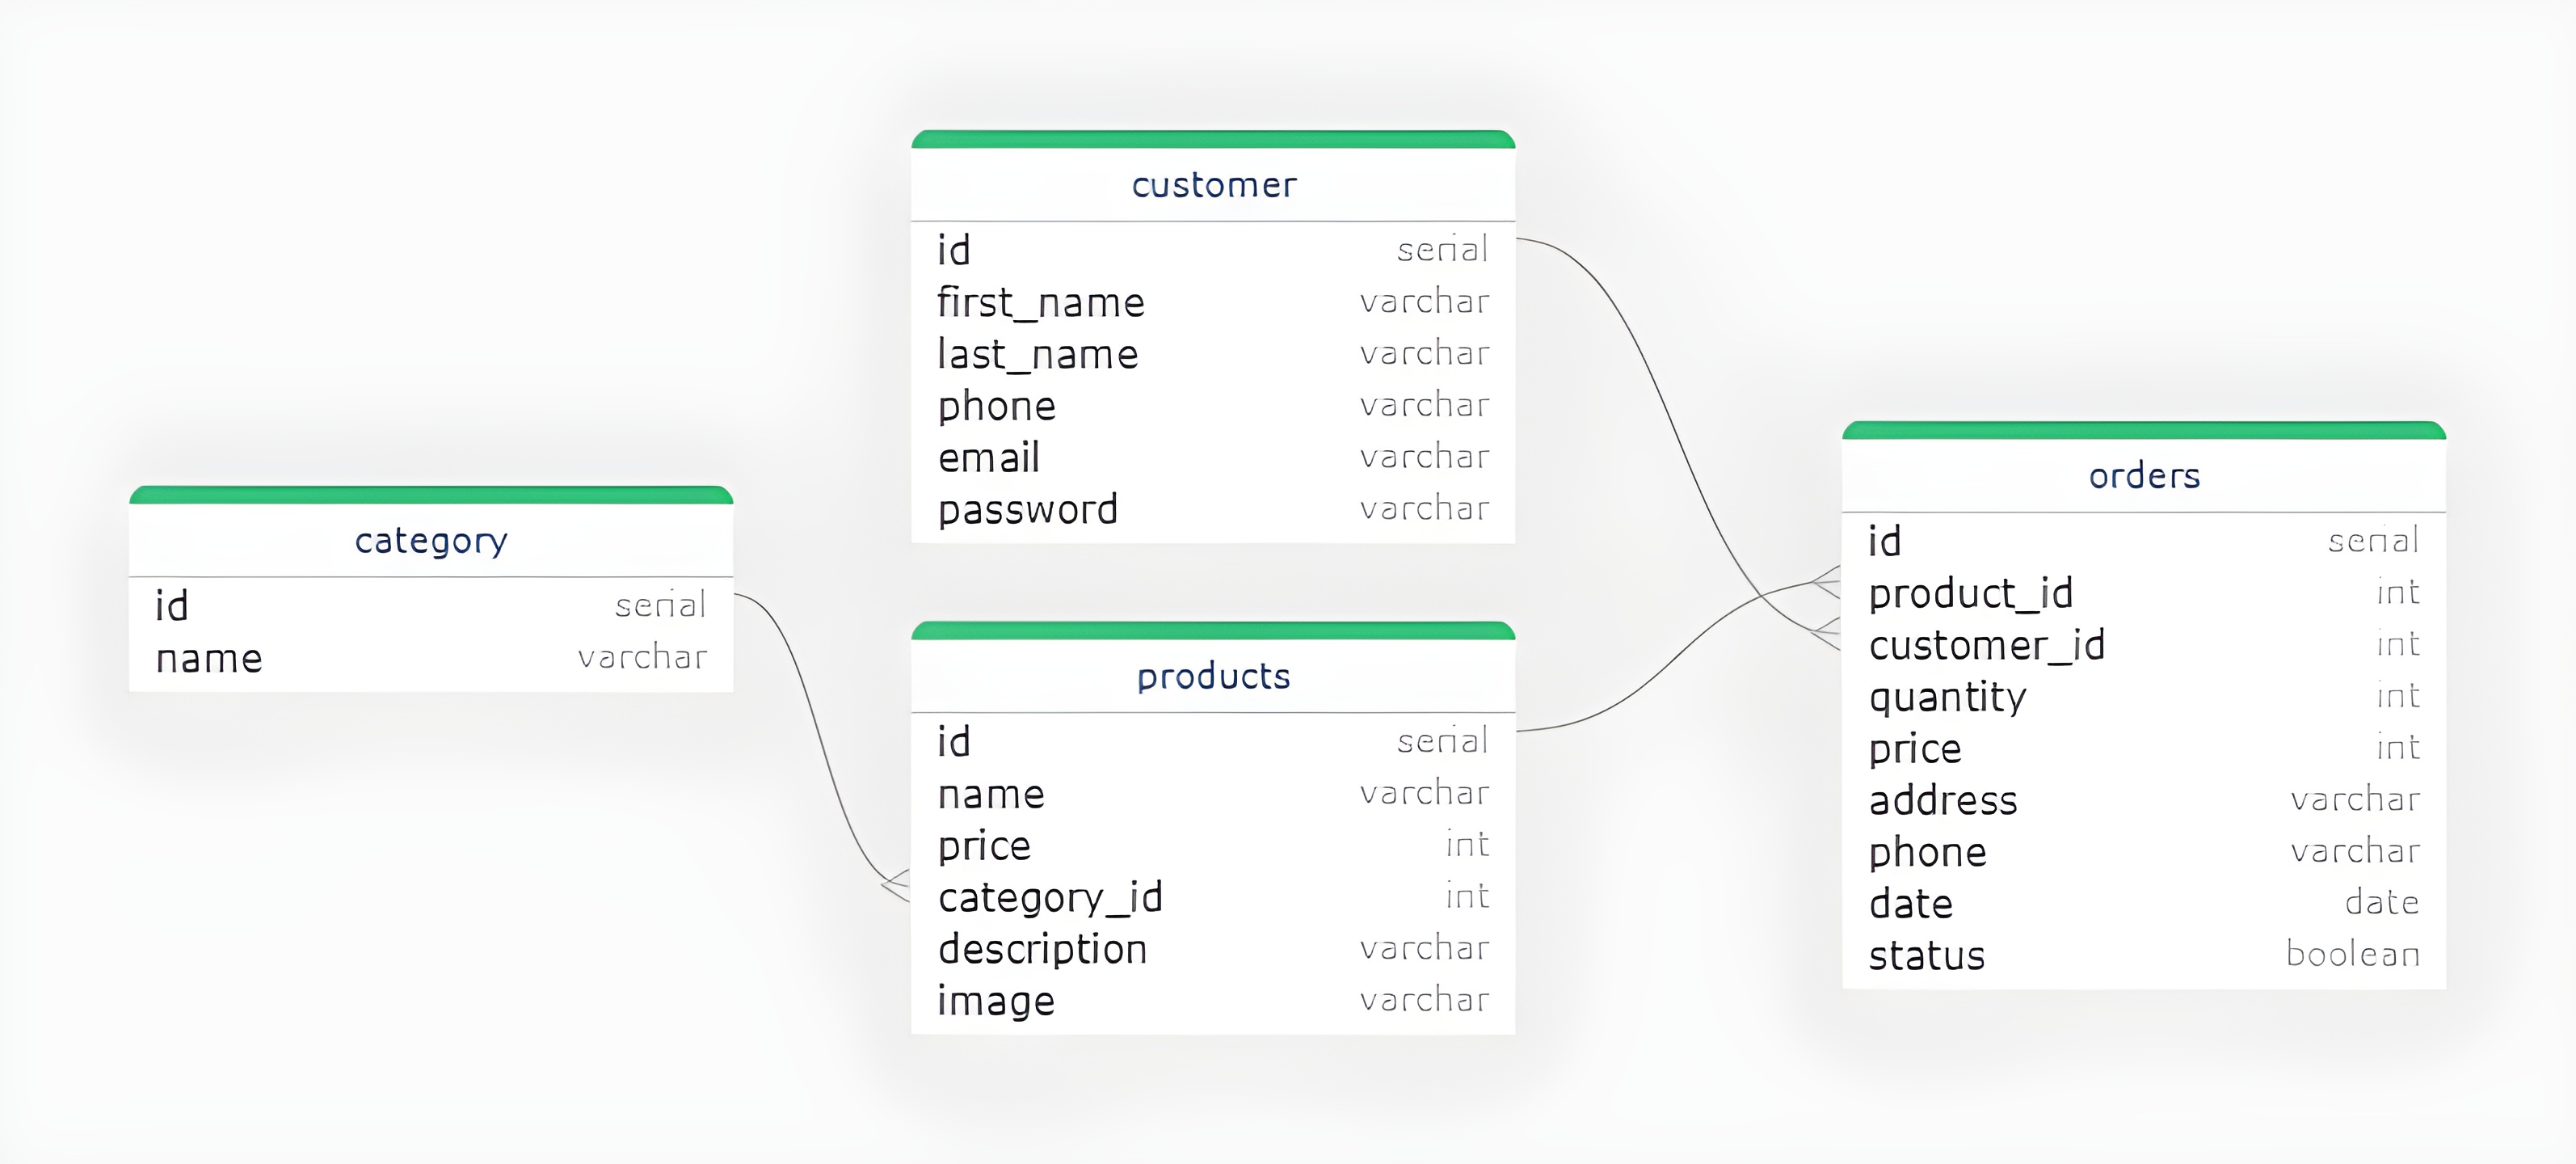 customer
id serial
first_name varchar
last_name varchar
phone varchar
email varchar
password varchar
category
id serial
name varchar
products
id serial
name varchar
price int
category_id int
description varchar
image varchar
orders
id serial
product_id int
customer_id int
quantity int
price int
address varchar
phone varchar
date date
status boolean